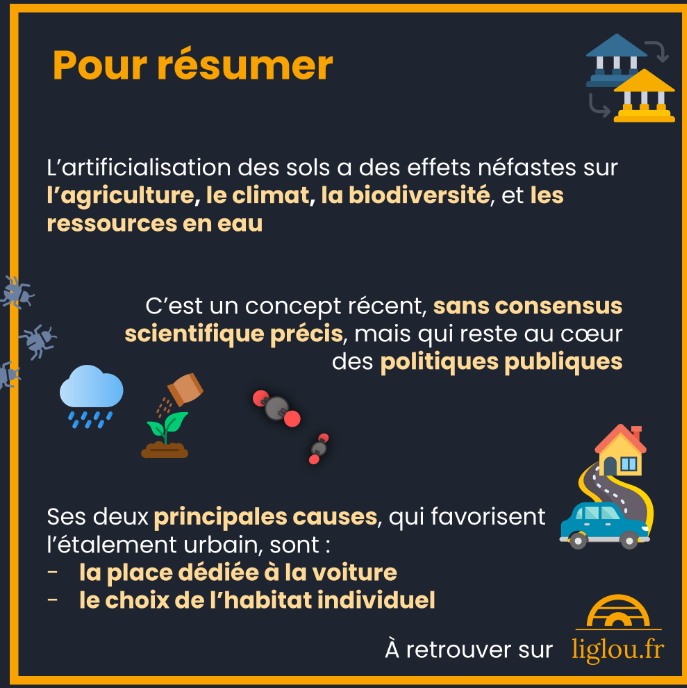 Pour résumer
L'artificialisation des sols a des effets néfastes sur
l'agriculture, le climat, la biodiversité, et les
ressources en eau
C'est un concept récent, sans consensus
scientifique précis, mais qui reste au cœur
des politiques publiques
Ses deux principales causes, qui favorisent
l'étalement urbain, sont :
- la place dédiée à la voiture
- le choix de l'habitat individuel
À retrouver sur liglou.fr